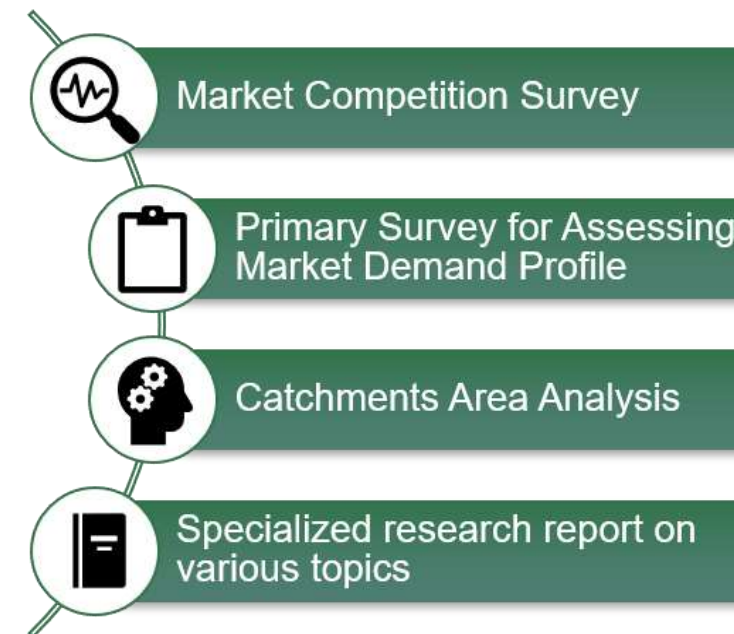 Market Competition Survey
Primary Survey for Assessing
Market Demand Profile
Catchments Area Analysis
Specialized research report on
various topics